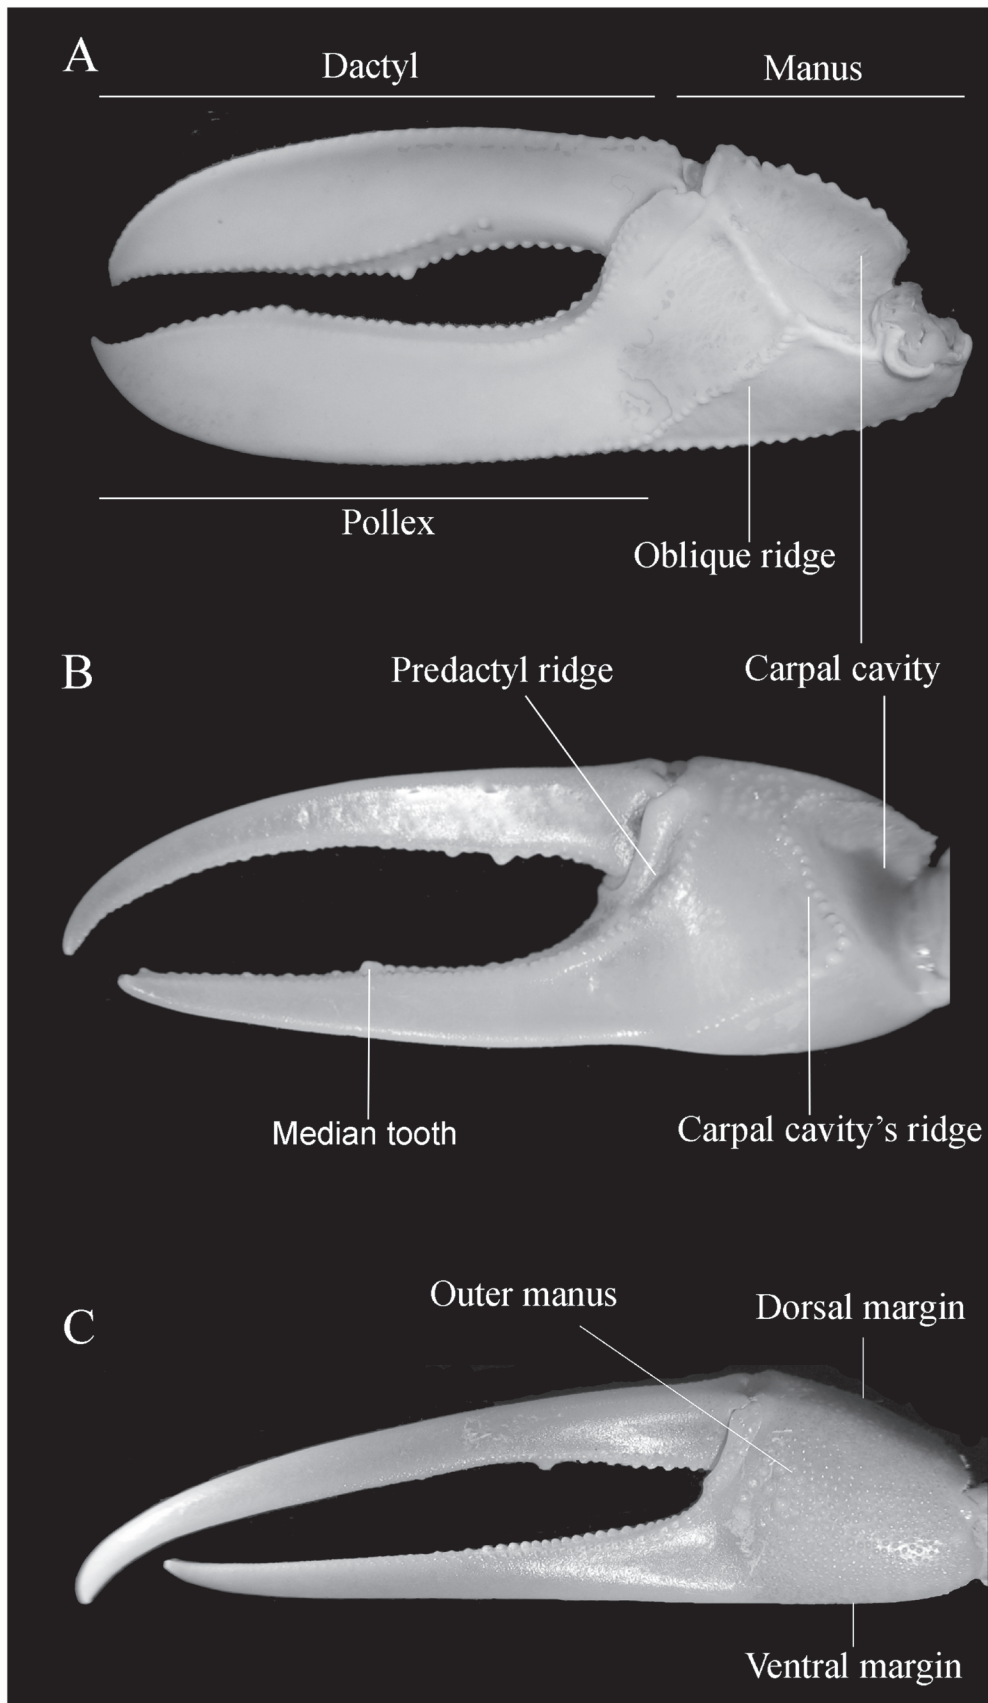 A
Dactyl
Manus
Pollex
Oblique ridge
B
Predactyl ridge
Carpal cavity
Median tooth
Carpal cavity’s ridge
C
Outer manus
Dorsal margin
Ventral margin